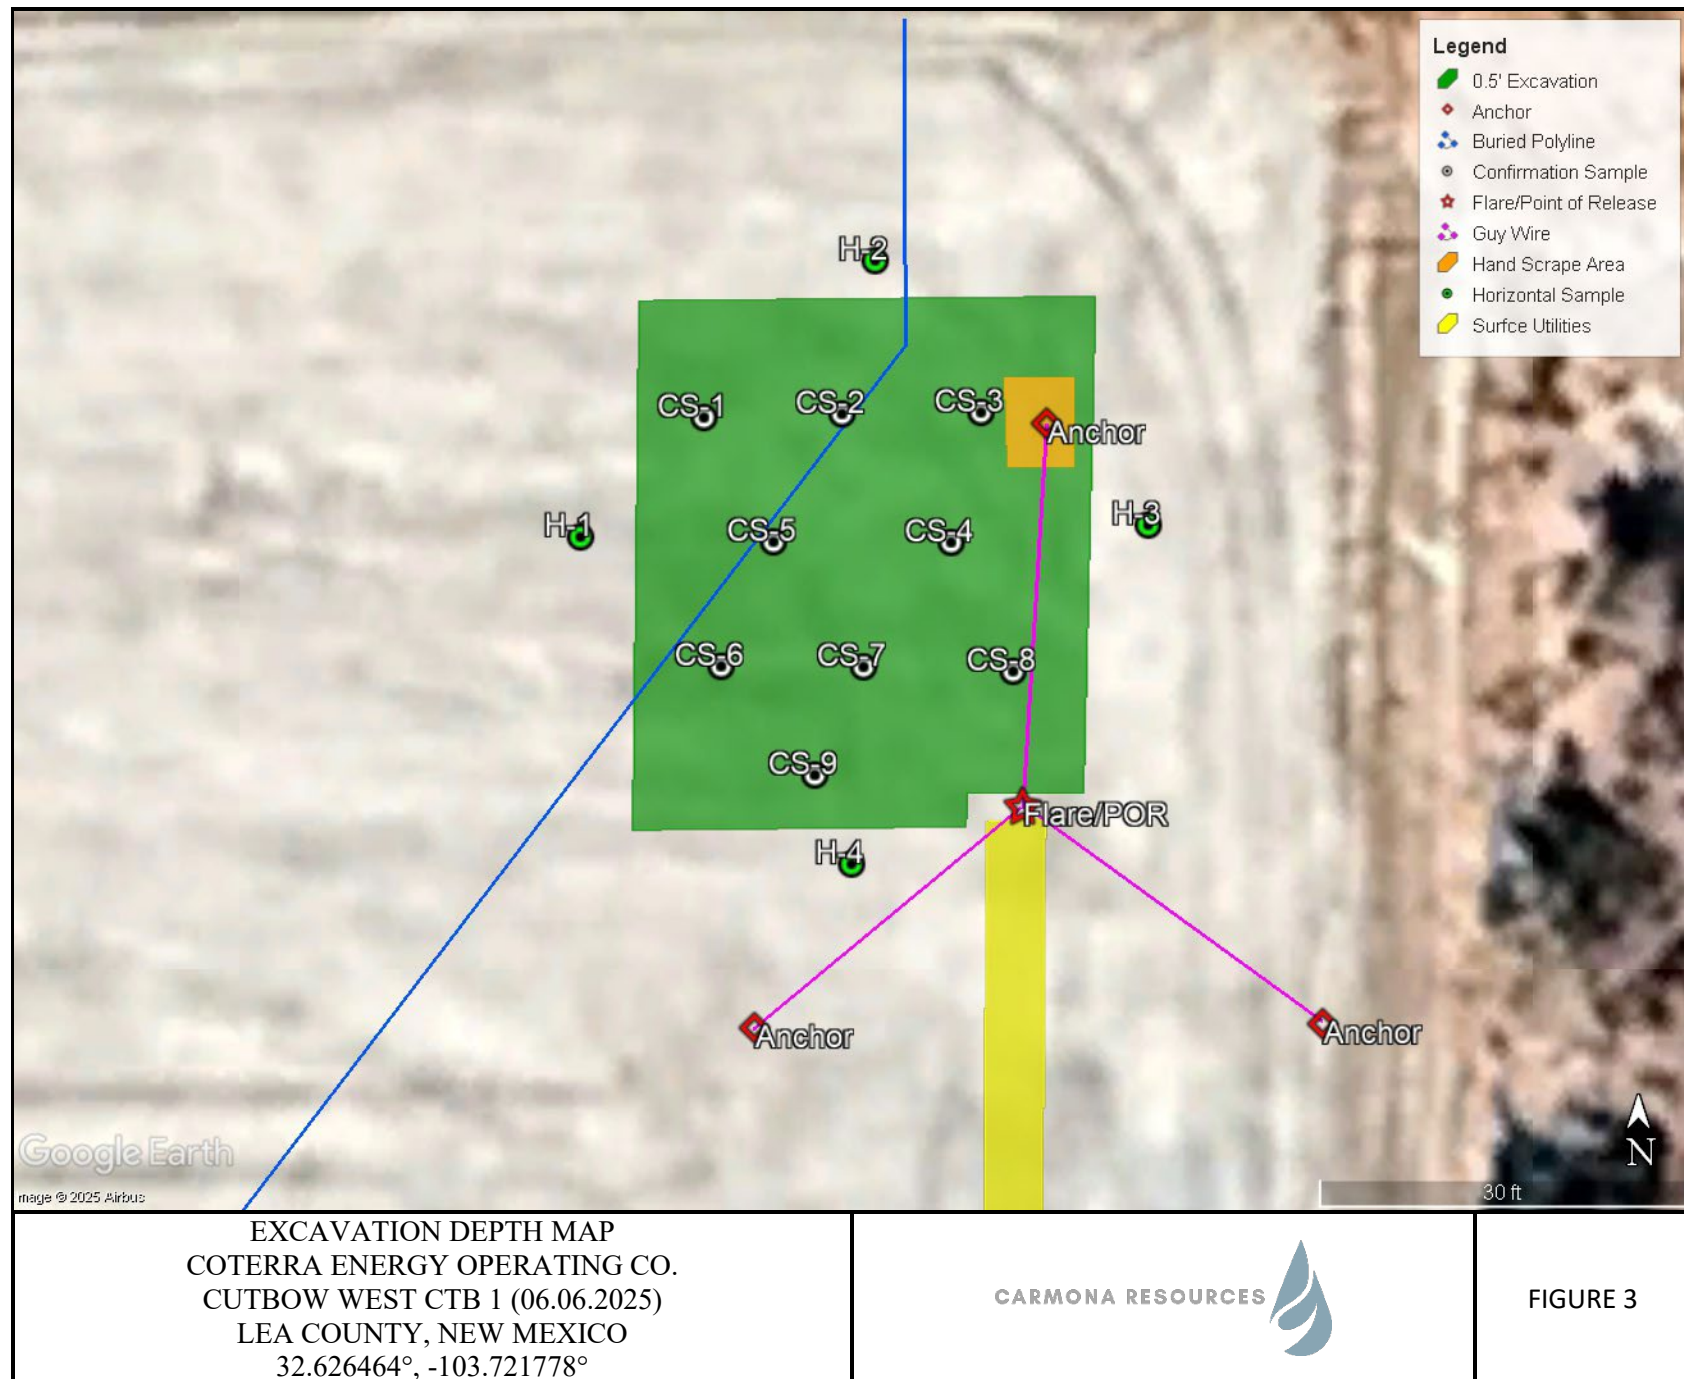 Legend
0.5' Excavation
Anchor
Buried Polyline
Confirmation Sample
Flare/Point of Release
Guy Wire
Hand Scrape Area
Horizontal Sample
Surfce Utilities
H-2
CS-1
CS-2
CS-3
Anchor
H-1
CS-5
CS-4
H-3
CS-6
CS-7
CS-8
CS-9
Flare/POR
H-4
Anchor
Anchor
Google Earth
mage © 2025 Airbus
N
30 ft
EXCAVATION DEPTH MAP
COTERRA ENERGY OPERATING CO.
CUTBOW WEST CTB 1 (06.06.2025)
LEA COUNTY, NEW MEXICO
32.626464°, -103.721778°
CARMONA RESOURCES
FIGURE 3